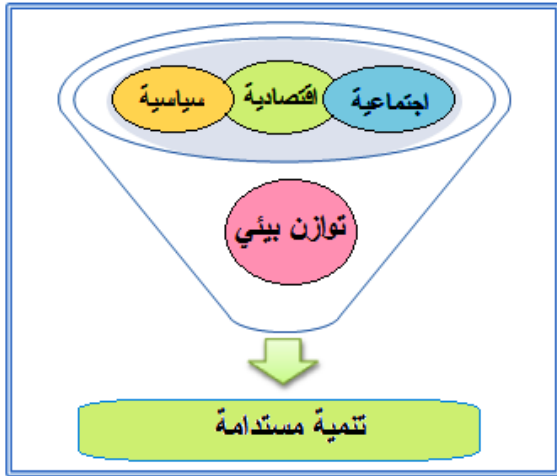 اجتماعية
اقتصادية
سياسية
توازن بيئي
تنمية مستدامة